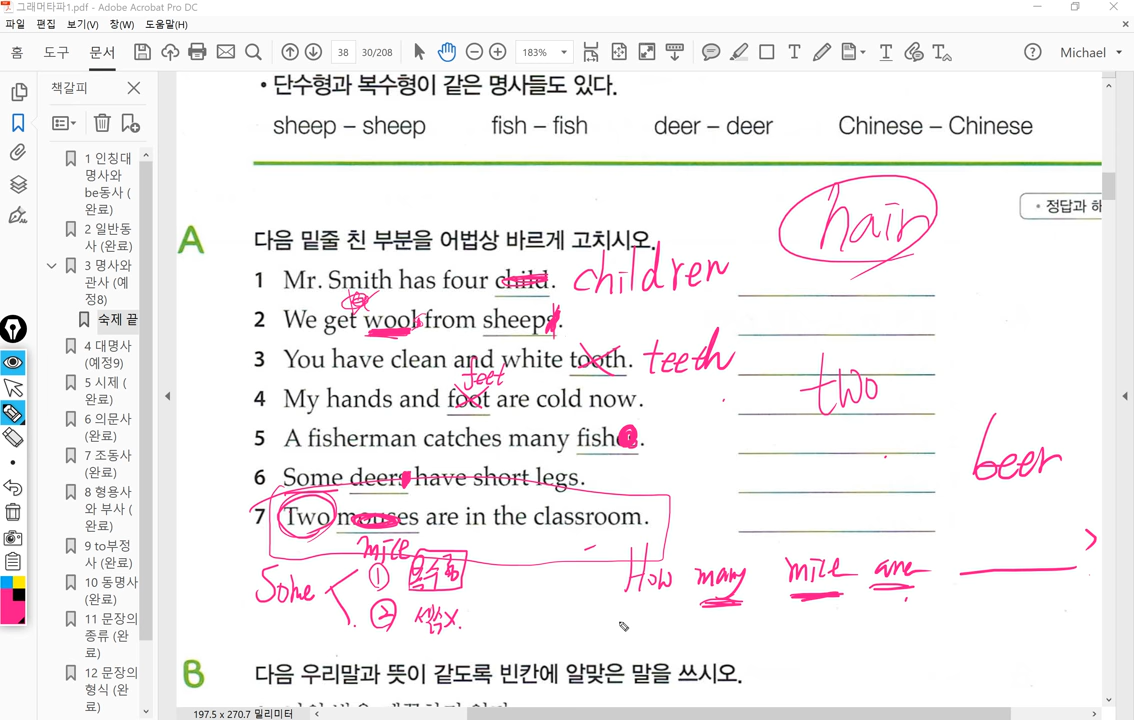 그래머타파1.pdf - Adobe Acrobat Pro DC
파일 편집 보기(V) 창(W) 도움말(H)
홈 도구 문서 38 30/208 183% Michael
책갈피
1 인칭대
명사와
be동사 (
완료)
2 일반동
사 (완료)
3 명사와
관사 (예
정8)
숙제 끝
4 대명사
(예정9)
5 시제 (
완료)
6 의문사
(완료)
7 조동사
(완료)
8 형용사
와 부사 (
완료)
9 to부정
사 (완료)
10 동명사
(완료)
11 문장의
종류 (완
료)
12 문장의
형식 (완
료)
• 단수형과 복수형이 같은 명사들도 있다.
sheep – sheep fish – fish deer – deer Chinese – Chinese
• 정답과 해
hair
A 다음 밑줄 친 부분을 어법상 바르게 고치시오.
1 Mr. Smith has four child. children
2 We get wools from sheeps.
3 You have clean and white tooth. teeth
feet
two
4 My hands and foot are cold now.
5 A fisherman catches many fishes.
beer
6 Some deers have short legs.
7 Two mouses are in the classroom.
mice
Some ① 복수형
② 셀수X.
How many mice are
B 다음 우리말과 뜻이 같도록 빈칸에 알맞은 말을 쓰시오.
197.5 x 270.7 밀리미터